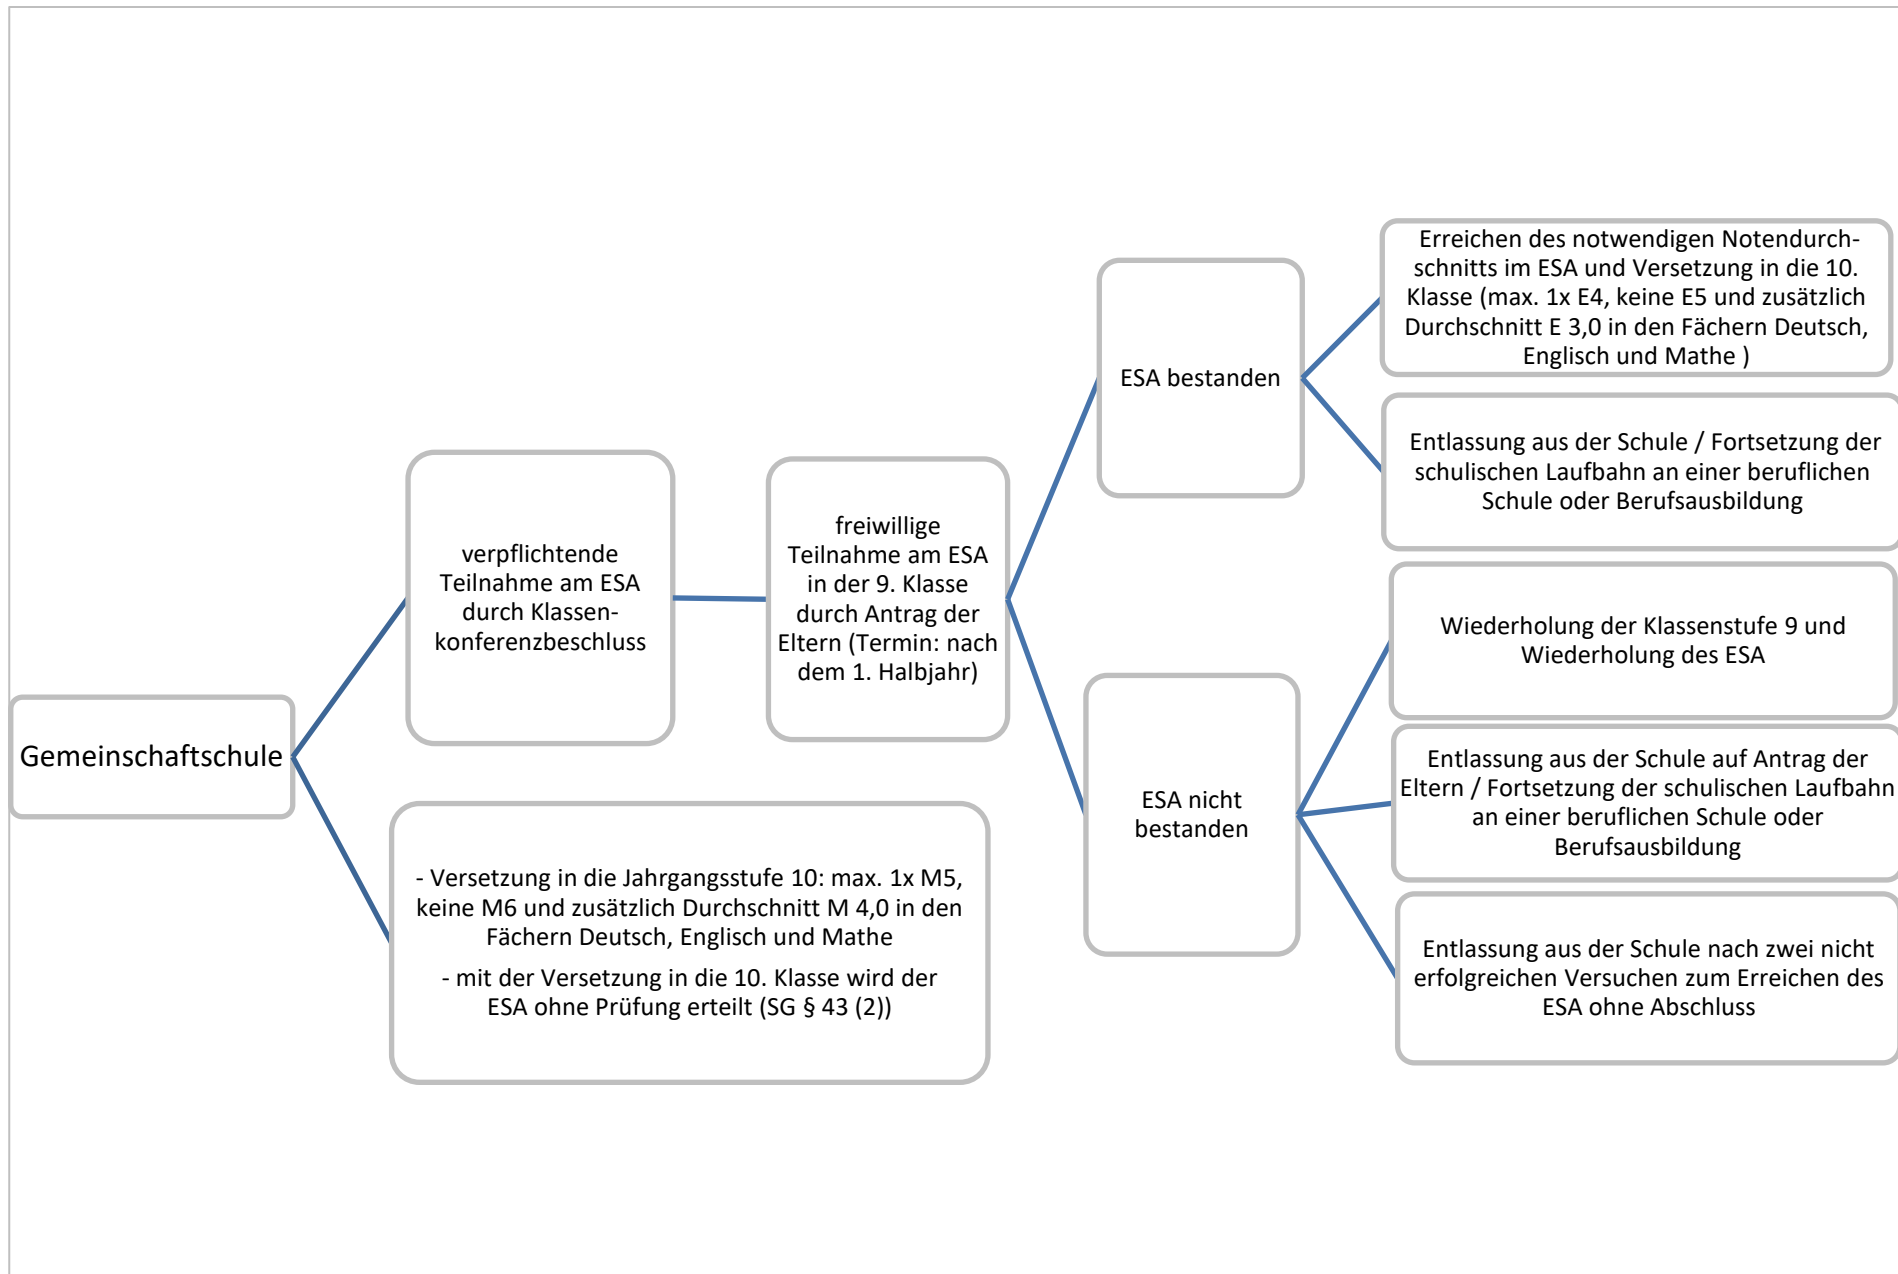 Gemeinschaftschule
verpflichtende
Teilnahme am ESA
durch Klassen-
konferenzbeschluss
freiwillige
Teilnahme am ESA
in der 9. Klasse
durch Antrag der
Eltern (Termin: nach
dem 1. Halbjahr)
ESA bestanden
Erreichen des notwendigen Notendurch-
schnitts im ESA und Versetzung in die 10.
Klasse (max. 1x E4, keine E5 und zusätzlich
Durchschnitt E 3,0 in den Fächern Deutsch,
Englisch und Mathe )
Entlassung aus der Schule / Fortsetzung der
schulischen Laufbahn an einer beruflichen
Schule oder Berufsausbildung
ESA nicht
bestanden
Wiederholung der Klassenstufe 9 und
Wiederholung des ESA
Entlassung aus der Schule auf Antrag der
Eltern / Fortsetzung der schulischen Laufbahn
an einer beruflichen Schule oder
Berufsausbildung
Entlassung aus der Schule nach zwei nicht
erfolgreichen Versuchen zum Erreichen des
ESA ohne Abschluss
- Versetzung in die Jahrgangsstufe 10: max. 1x M5,
keine M6 und zusätzlich Durchschnitt M 4,0 in den
Fächern Deutsch, Englisch und Mathe
- mit der Versetzung in die 10. Klasse wird der
ESA ohne Prüfung erteilt (SG § 43 (2))